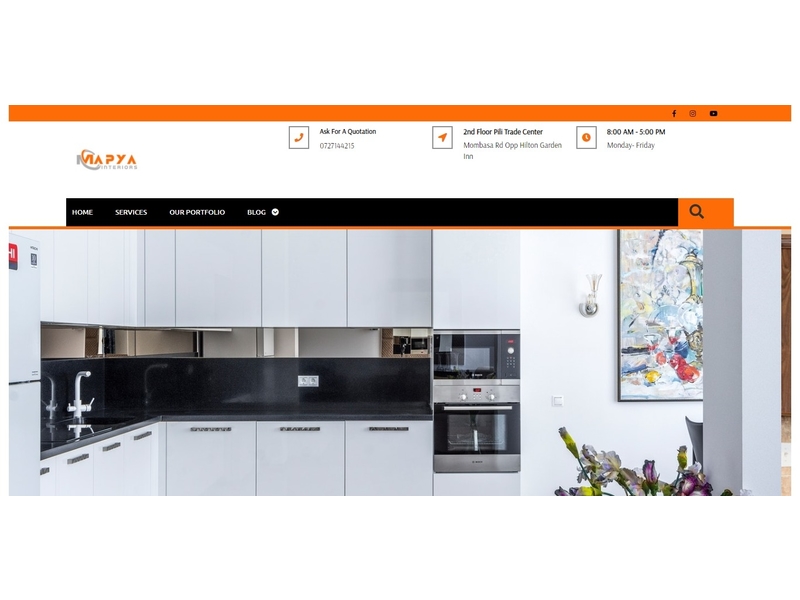 Ask For A Quotation
0727144215
2nd Floor Pili Trade Center
Mombasa Rd Opp Hilton Garden
Inn
8:00 AM - 5:00 PM
Monday- Friday
MAPYA
INTERIORS
HOME SERVICES OUR PORTFOLIO BLOG
HI